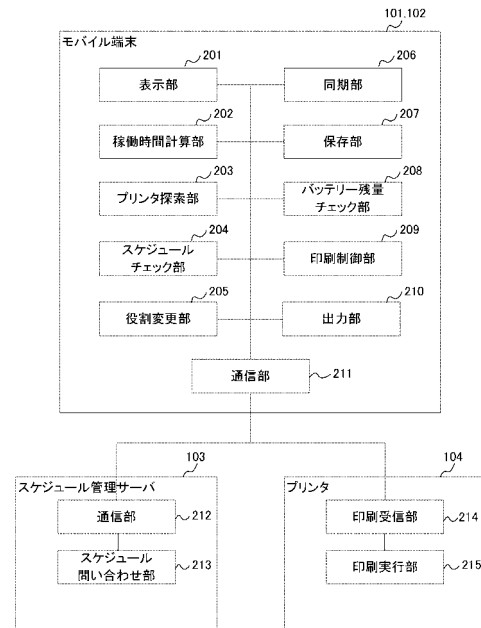 101,102
モバイル端末
201
表示部
206
同期部
202
稼働時間計算部
207
保存部
203
プリンタ探索部
208
バッテリー残量
チェック部
204
スケジュール
チェック部
209
印刷制御部
205
役割変更部
210
出力部
通信部
211
103
スケジュール管理サーバ
通信部
212
スケジュール
問い合わせ部
213
104
プリンタ
印刷受信部
214
印刷実行部
215